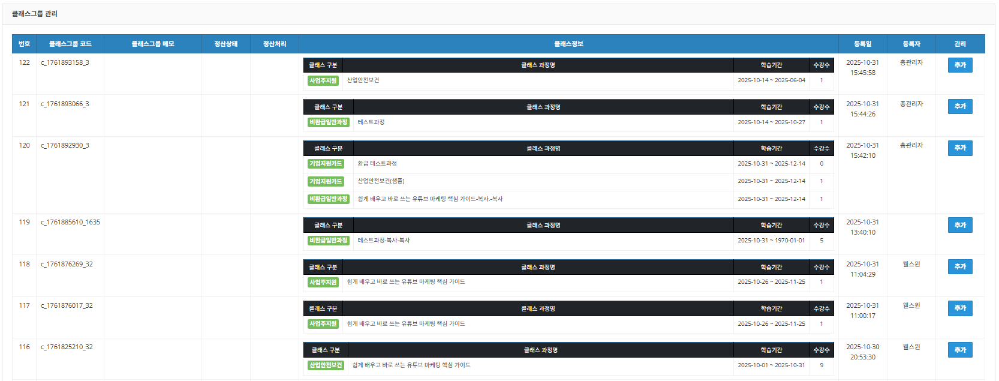 클래스그룹 관리
번호 클래스그룹 코드 클래스그룹 메모 정산상태 정산처리 클래스정보 등록일 등록자 관리
122 c_1761893158_3 클래스 구분 클래스 과정명 학습기간 수강수 2025-10-31 총관리자 추가
사업주지원 산업안전보건 2025-10-14 ~ 2025-06-04 1 15:45:58
121 c_1761893066_3 클래스 구분 클래스 과정명 학습기간 수강수 2025-10-31 총관리자 추가
비환급일반과정 테스트과정 2025-10-14 ~ 2025-10-27 1 15:44:26
120 c_1761892930_3 클래스 구분 클래스 과정명 학습기간 수강수 2025-10-31 총관리자 추가
15:42:10
기업지원카드 환급 테스트과정 2025-10-31 ~ 2025-12-14 0
기업지원카드 산업안전보건(샘플) 2025-10-31 ~ 2025-12-14 1
비환급일반과정 쉽게 배우고 바로 쓰는 유튜브 마케팅 핵심 가이드-복사.-복사 2025-10-31 ~ 2025-12-14 1
119 c_1761885610_1635 클래스 구분 클래스 과정명 학습기간 수강수 2025-10-31 추가
비환급일반과정 테스트과정-복사-복사 2025-10-31 ~ 1970-01-01 5 13:40:10
118 c_1761876269_32 클래스 구분 클래스 과정명 학습기간 수강수 2025-10-31 웰스윈 추가
사업주지원 쉽게 배우고 바로 쓰는 유튜브 마케팅 핵심 가이드 2025-10-26 ~ 2025-11-25 1 11:04:29
117 c_1761876017_32 클래스 구분 클래스 과정명 학습기간 수강수 2025-10-31 웰스윈 추가
사업주지원 쉽게 배우고 바로 쓰는 유튜브 마케팅 핵심 가이드 2025-10-26 ~ 2025-11-25 1 11:00:17
116 c_1761825210_32 클래스 구분 클래스 과정명 학습기간 수강수 2025-10-30 웰스윈 추가
산업안전보건 쉽게 배우고 바로 쓰는 유튜브 마케팅 핵심 가이드 2025-10-01 ~ 2025-10-31 9 20:53:30